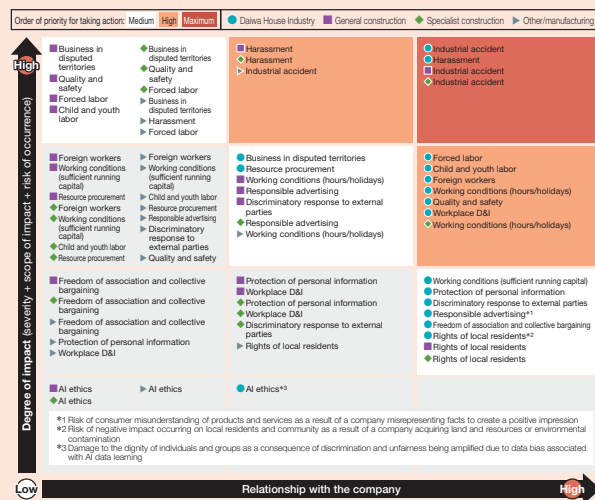 Order of priority for taking action: Medium High Maximum Daiwa House Industry General construction Specialist construction Other/manufacturing
High
Degree of impact (severity + scope of impact + risk of occurrence)
Business in
disputed
territories
Quality and
safety
Forced labor
Child and youth
labor
Business in
disputed territories
Quality and
safety
Forced labor
Business in
disputed territories
Harassment
Forced labor
Harassment
Harassment
Industrial accident
Industrial accident
Harassment
Industrial accident
Industrial accident
Foreign workers
Working conditions
(sufficient running
capital)
Resource procurement
Foreign workers
Working conditions
(sufficient running
capital)
Child and youth labor
Resource procurement
Foreign workers
Working conditions
(sufficient running
capital)
Child and youth labor
Resource procurement
Responsible advertising
Discriminatory
response to
external parties
Quality and safety
Business in disputed territories
Resource procurement
Working conditions (hours/holidays)
Responsible advertising
Discriminatory response to external
parties
Responsible advertising
Working conditions (hours/holidays)
Forced labor
Child and youth labor
Foreign workers
Working conditions (hours/holidays)
Quality and safety
Workplace D&I
Working conditions (hours/holidays)
Freedom of association and collective
bargaining
Freedom of association and collective
bargaining
Freedom of association and collective
bargaining
Protection of personal information
Workplace D&I
Protection of personal information
Workplace D&I
Protection of personal information
Workplace D&I
Discriminatory response to external
parties
Rights of local residents
Working conditions (sufficient running capital)
Protection of personal information
Discriminatory response to external parties
Responsible advertising*1
Freedom of association and collective bargaining
Rights of local residents*2
Rights of local residents
Rights of local residents
AI ethics
AI ethics
AI ethics
AI ethics*3
*1 Risk of consumer misunderstanding of products and services as a result of a company misrepresenting facts to create a positive impression
*2 Risk of negative impact occurring on local residents and community as a result of a company acquiring land and resources or environmental
contamination
*3 Damage to the dignity of individuals and groups as a consequence of discrimination and unfairness being amplified due to data bias associated
with AI data learning
Low
Relationship with the company
High